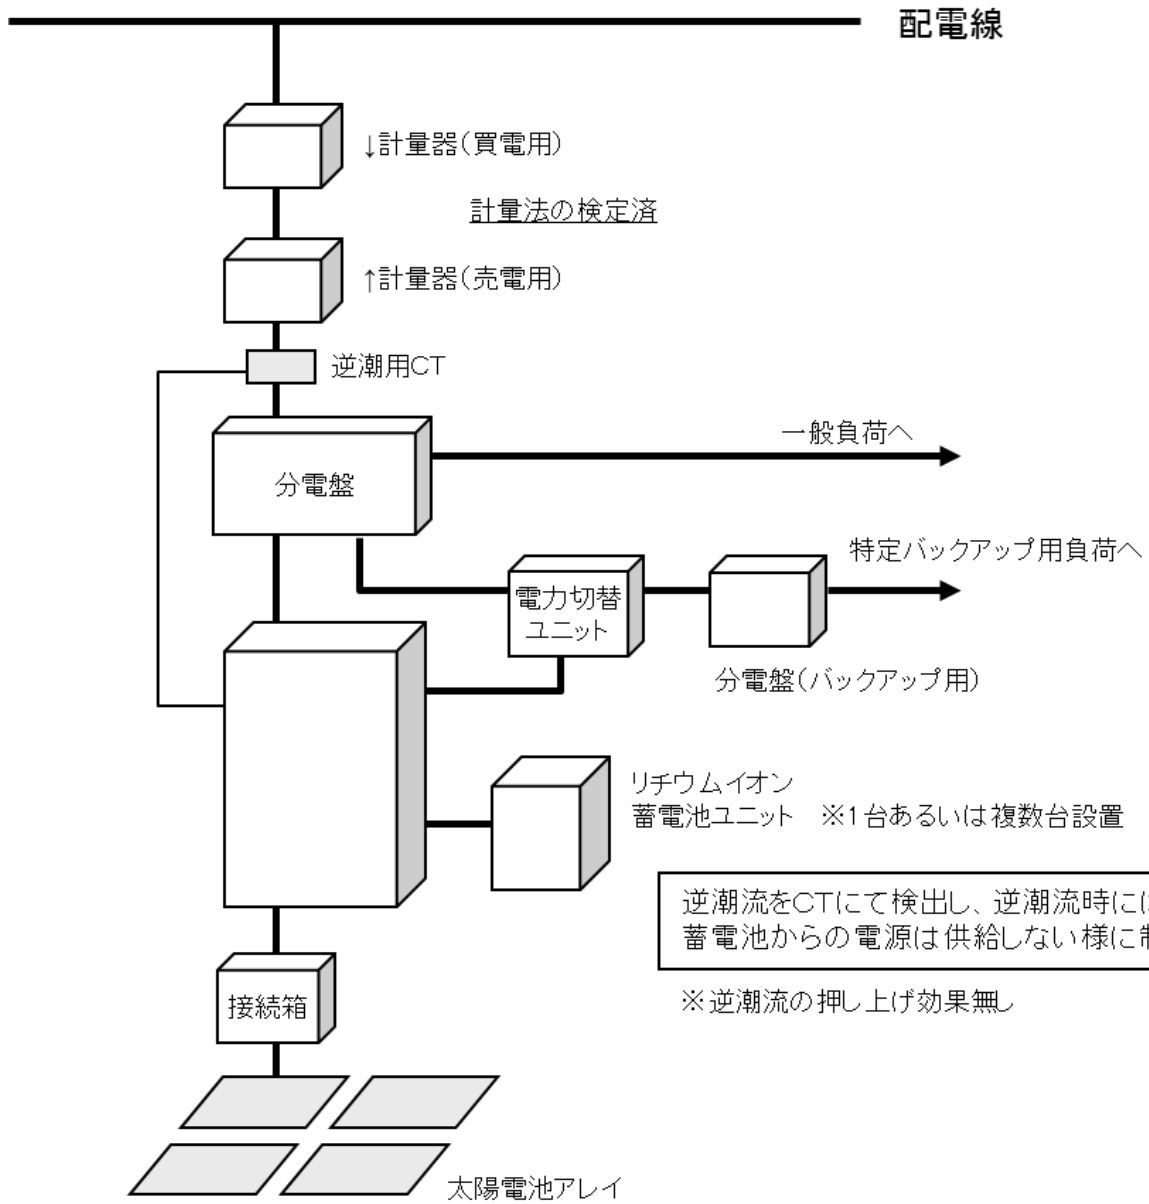 配電線
↓計量器(買電用)
計量法の検定済
↑計量器(売電用)
逆潮用CT
一般負荷へ
分電盤
特定バックアップ用負荷へ
電力切替
ユニット
分電盤(バックアップ用)
リチウムイオン
蓄電池ユニット ※1台あるいは複数台設置
逆潮流をCTにて検出し、逆潮流時に
蓄電池からの電源は供給しない様に
※逆潮流の押し上げ効果無し
接続箱
太陽電池アレイ